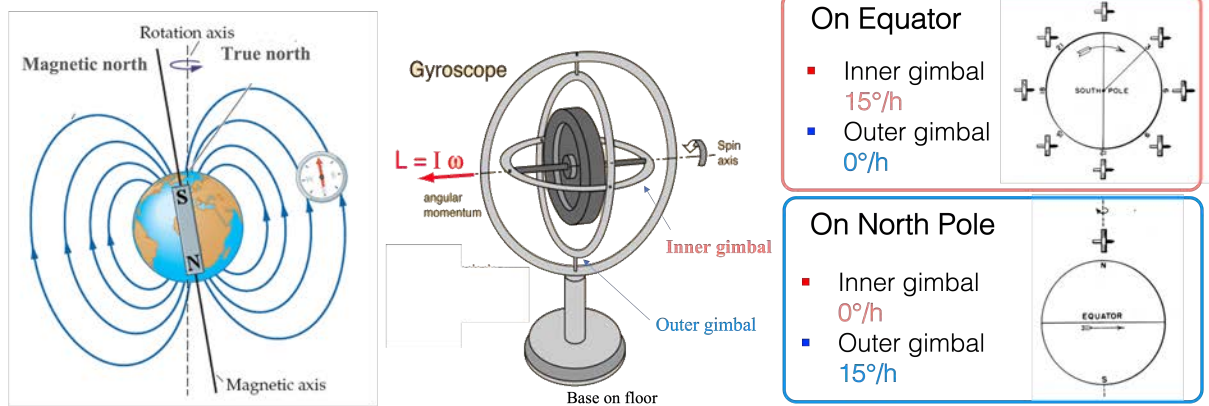 Rotation axis
Magnetic north
True north
S
N
Magnetic axis
Gyroscope
L = I ω
angular
momentum
Spin
axis
Inner gimbal
Outer gimbal
Base on floor
On Equator
▪ Inner gimbal
15°/h
▪ Outer gimbal
0°/h
SOUTH POLE
On North Pole
▪ Inner gimbal
0°/h
▪ Outer gimbal
15°/h
N
EQUATOR
S